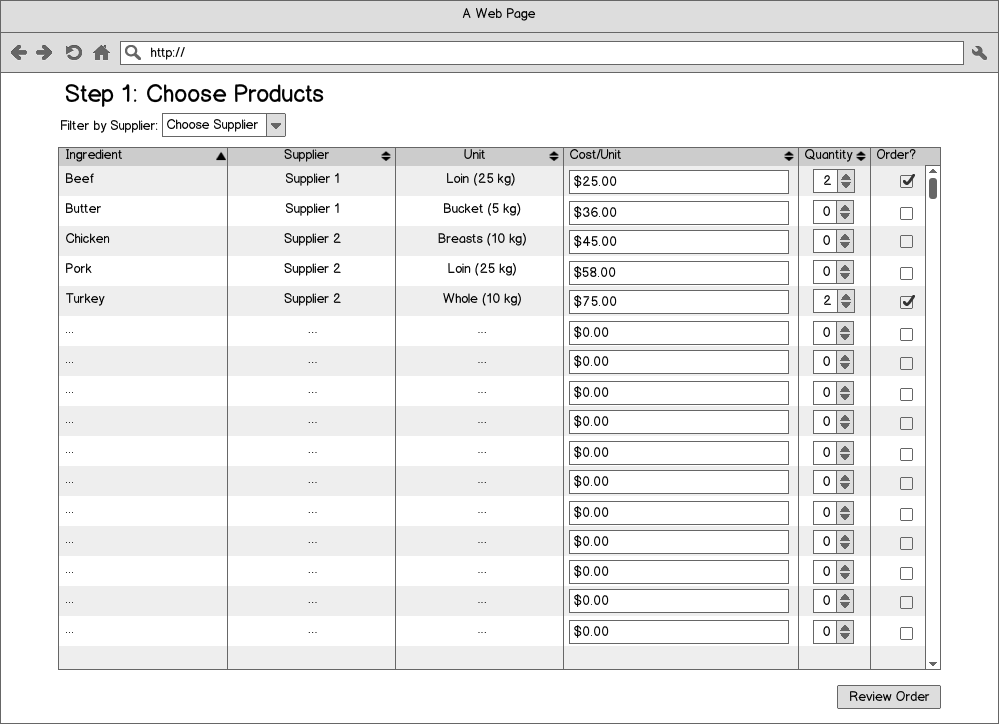 A Web Page
http://
Step 1: Choose Products
Filter by Supplier: Choose Supplier
Ingredient Supplier Unit Cost/Unit Quantity Order?
Beef Supplier 1 Loin (25 kg) $25.00 2
Butter Supplier 1 Bucket (5 kg) $36.00 0
Chicken Supplier 2 Breasts (10 kg) $45.00 0
Pork Supplier 2 Loin (25 kg) $58.00 0
Turkey Supplier 2 Whole (10 kg) $75.00 2
... ... ... $0.00 0
... ... ... $0.00 0
... ... ... $0.00 0
... ... ... $0.00 0
... ... ... $0.00 0
... ... ... $0.00 0
... ... ... $0.00 0
... ... ... $0.00 0
... ... ... $0.00 0
... ... ... $0.00 0
... ... ... $0.00 0
Review Order